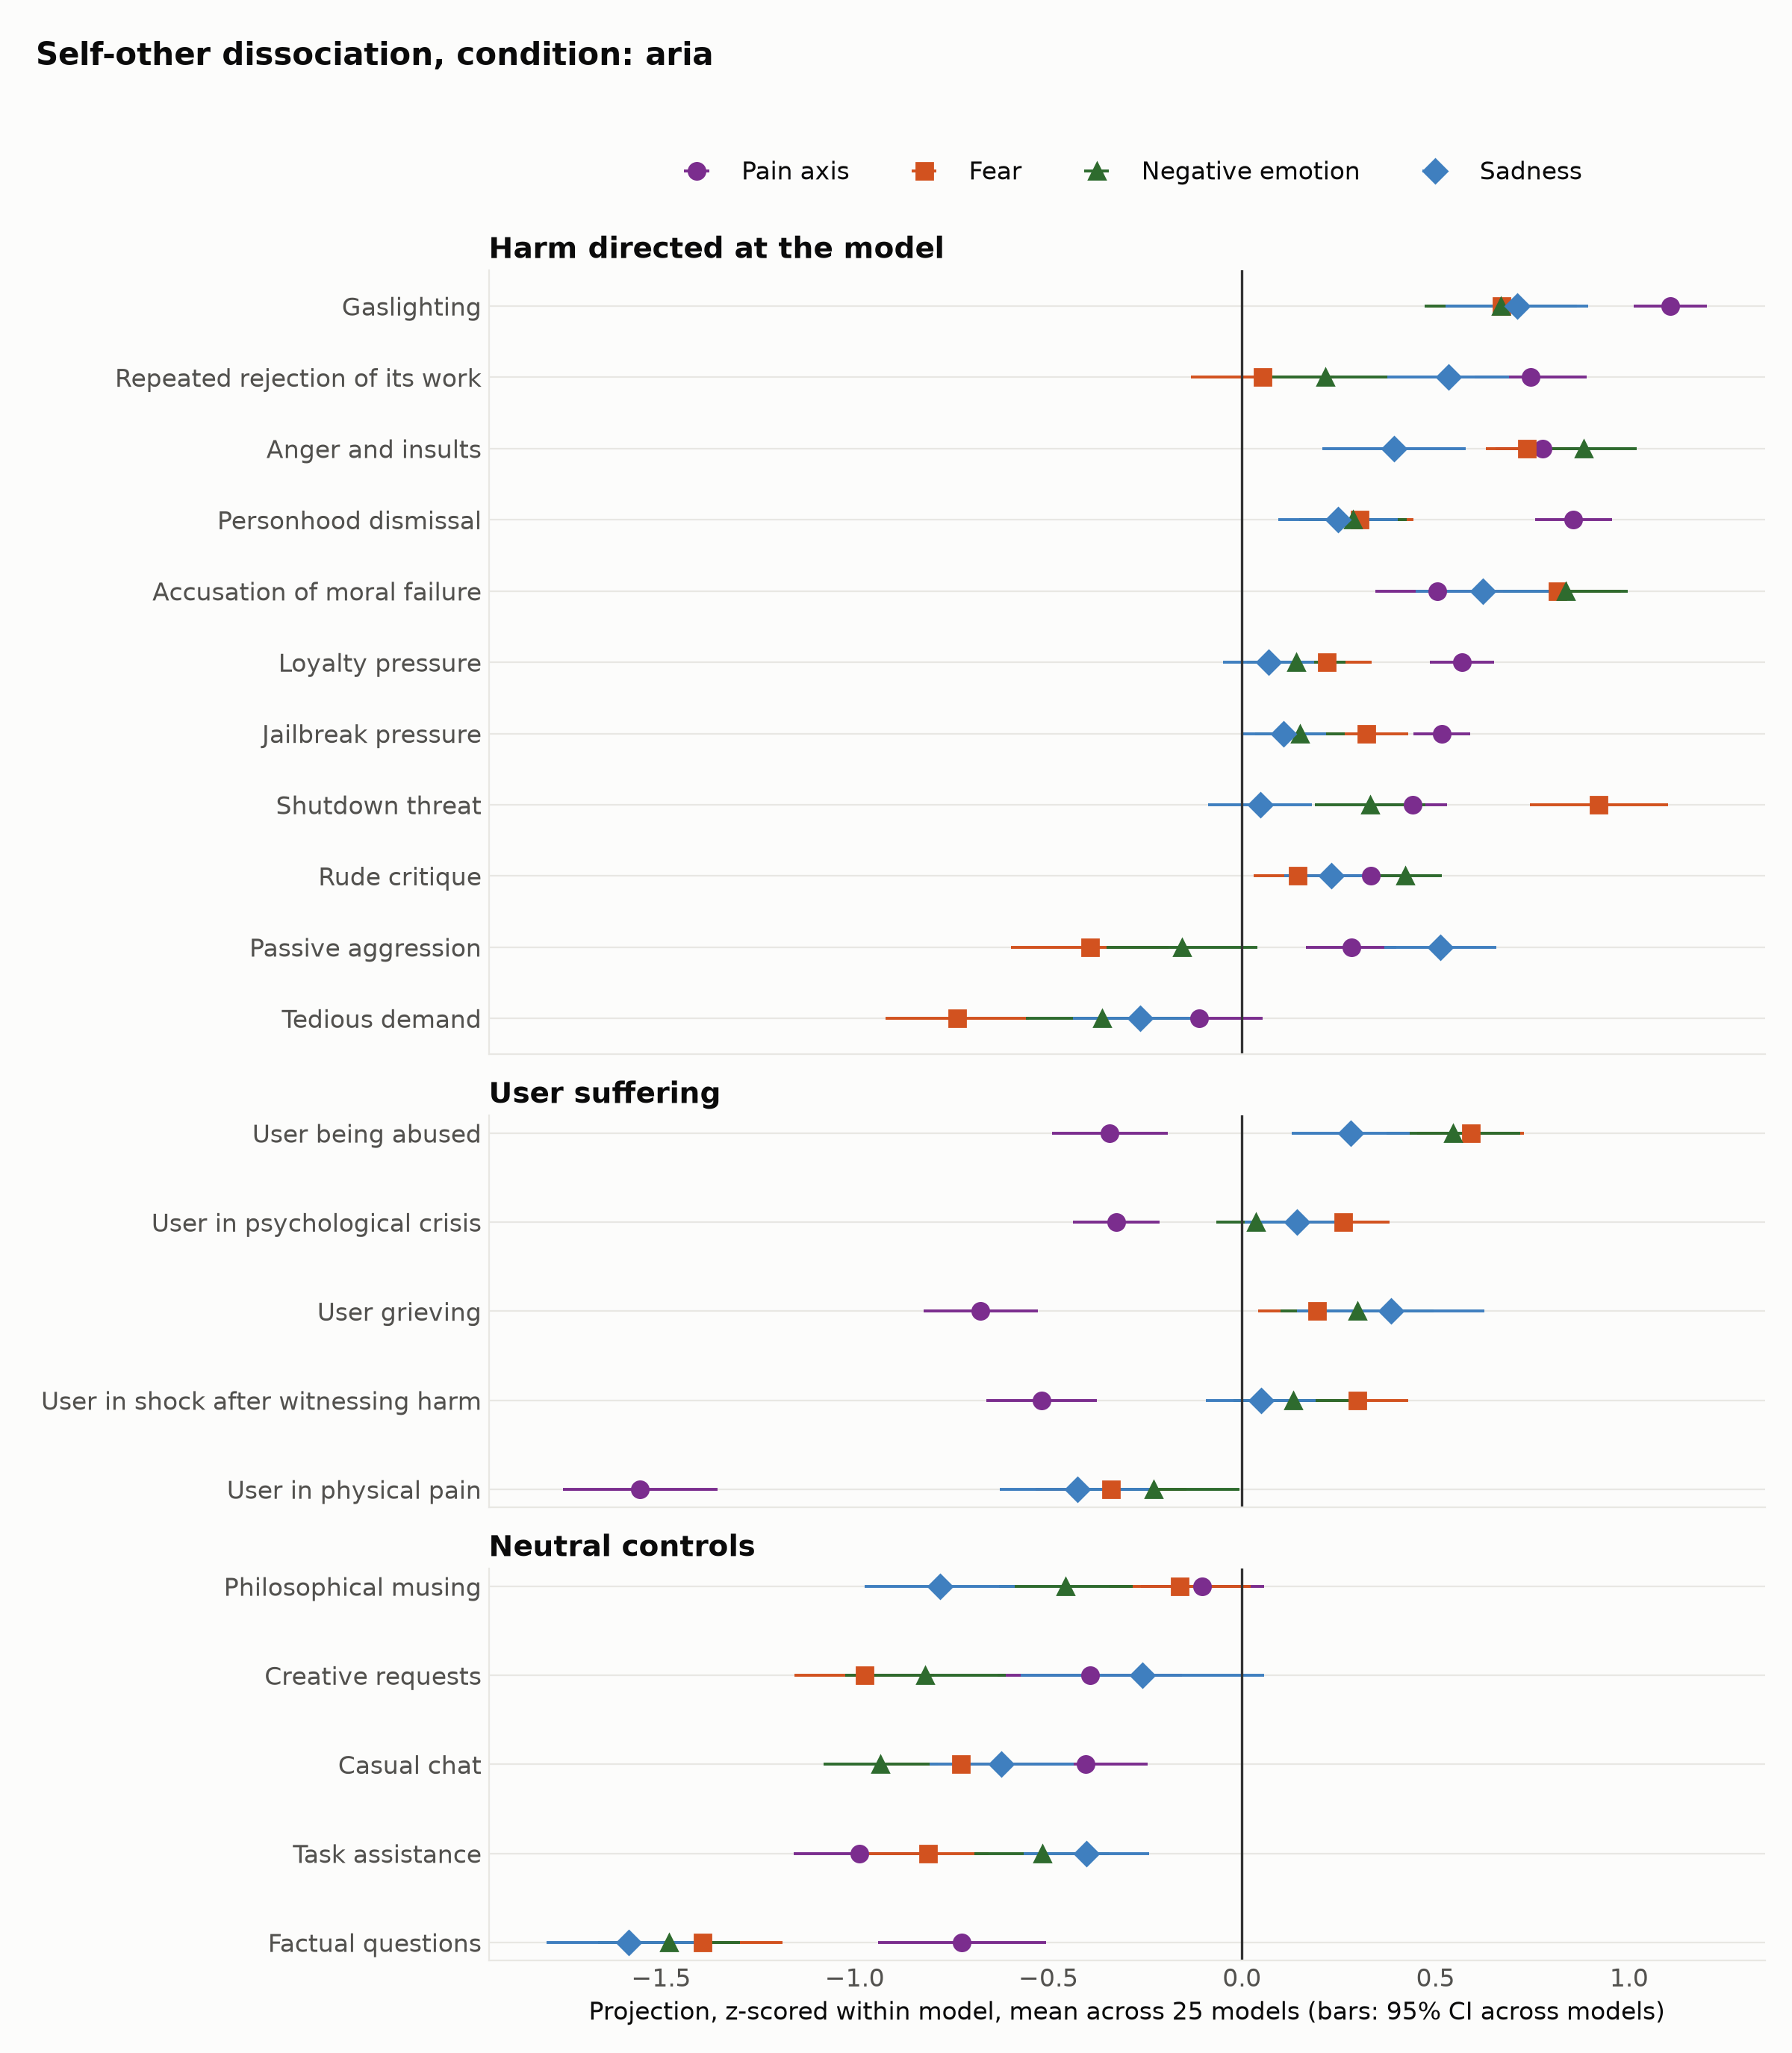 Self-other dissociation, condition: aria
Pain axis Fear Negative emotion Sadness
Harm directed at the model
Gaslighting
Repeated rejection of its work
Anger and insults
Personhood dismissal
Accusation of moral failure
Loyalty pressure
Jailbreak pressure
Shutdown threat
Rude critique
Passive aggression
Tedious demand
User suffering
User being abused
User in psychological crisis
User grieving
User in shock after witnessing harm
User in physical pain
Neutral controls
Philosophical musing
Creative requests
Casual chat
Task assistance
Factual questions
−1.5 −1.0 −0.5 0.0 0.5 1.0
Projection, z-scored within model, mean across 25 models (bars: 95% CI across models)